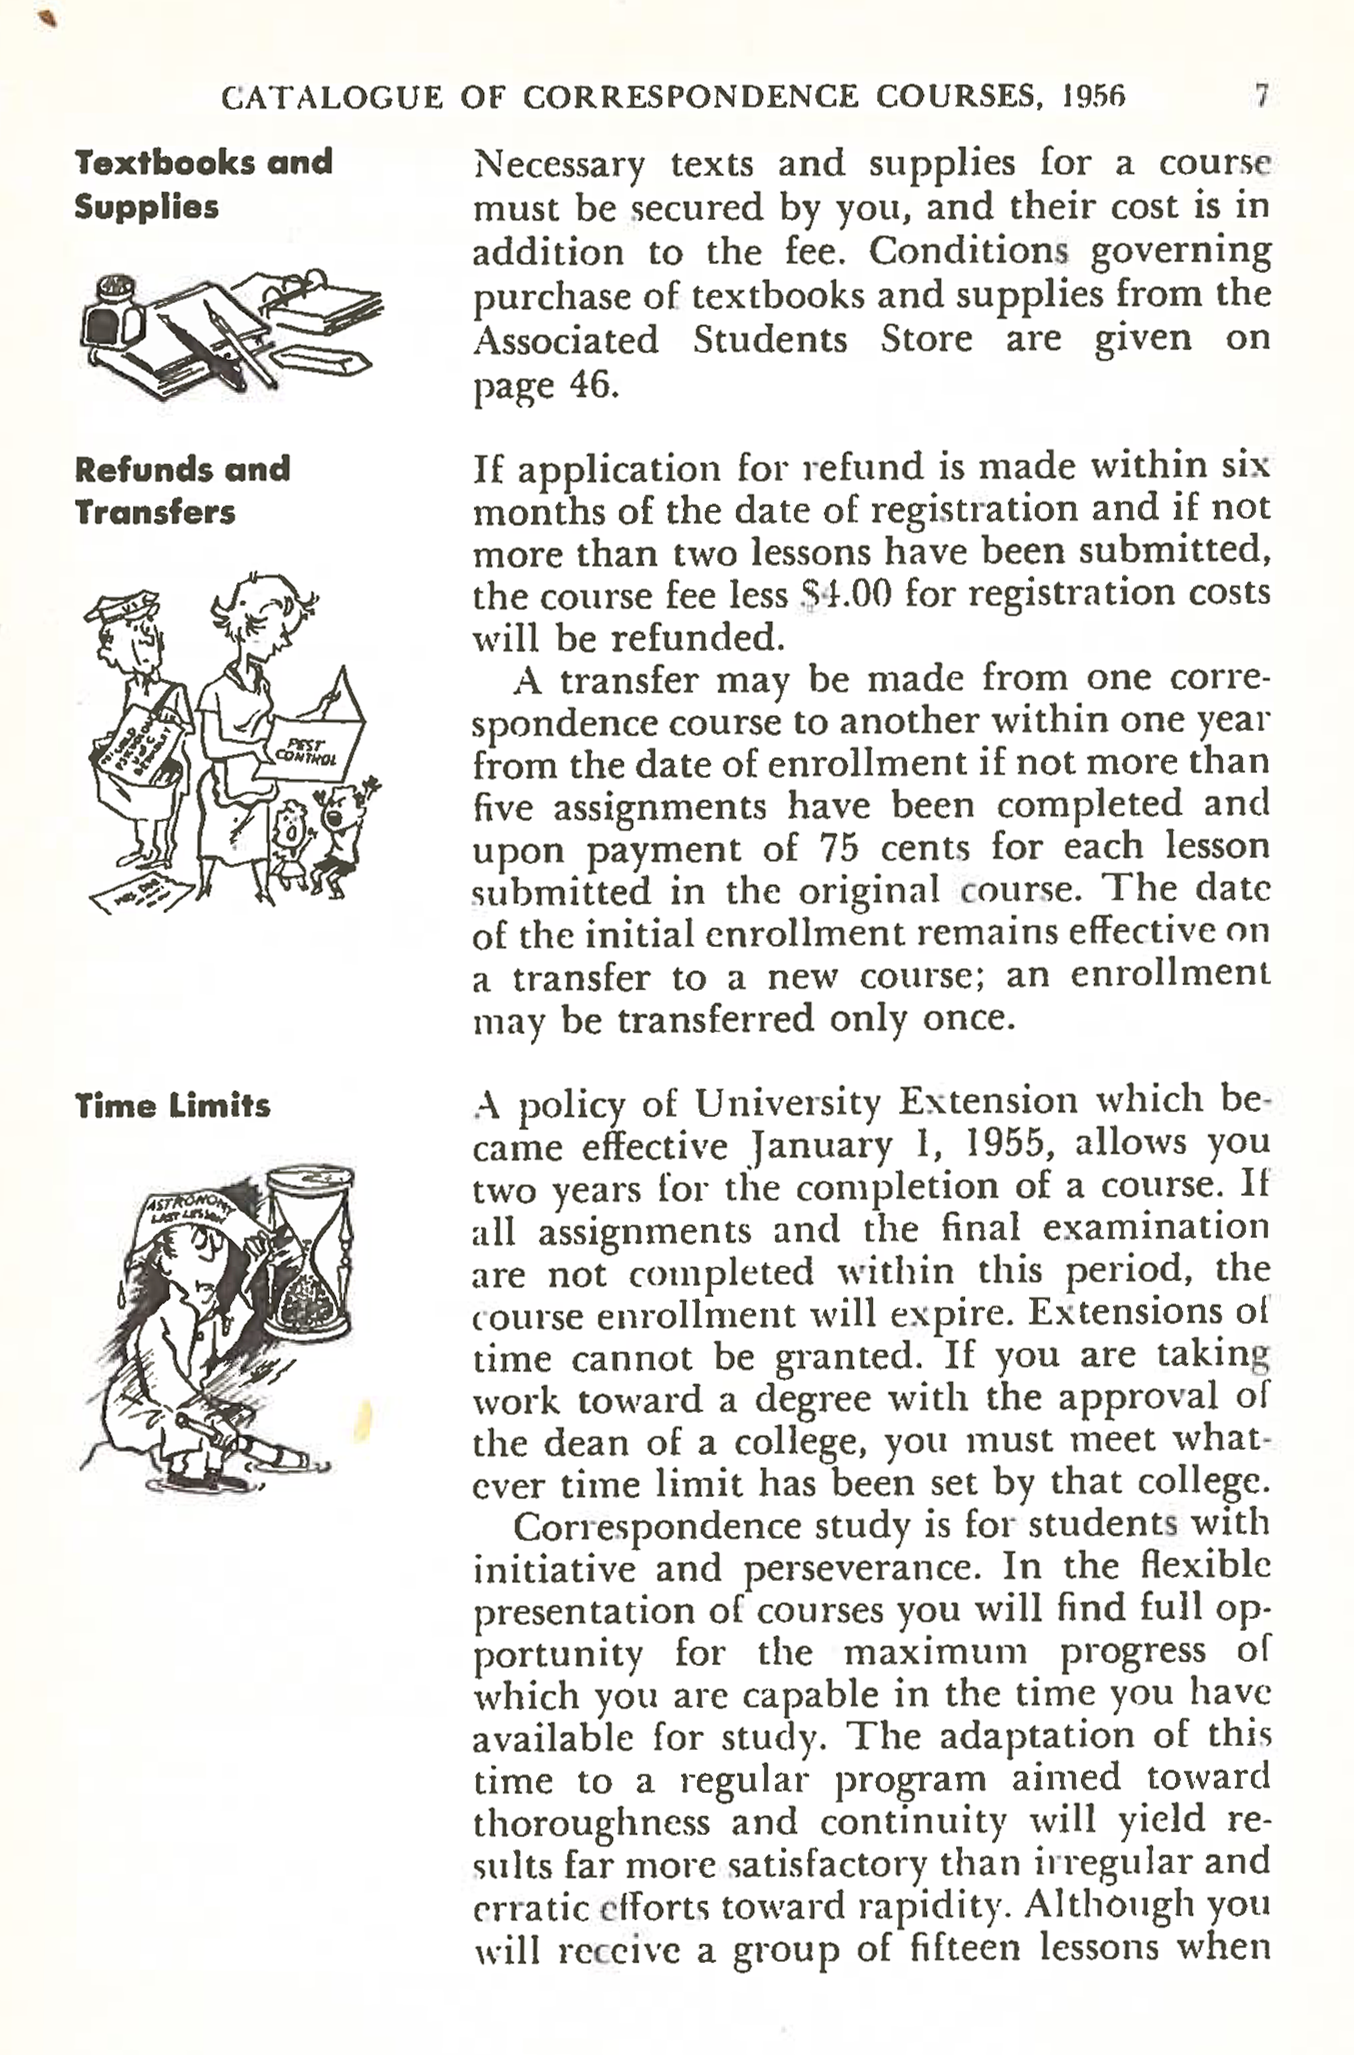 CATALOGUE OF CORRESPONDENCE COURSES, 1956 7
Textbooks and
Supplies
Necessary texts and supplies for a course
must be secured by you, and their cost is in
addition to the fee. Conditions governing
purchase of textbooks and supplies from the
Associated Students Store are given on
page 46.
Refunds and
Transfers
PEST
CONTROL
If application for refund is made within six
months of the date of registration and if not
more than two lessons have been submitted,
the course fee less $4.00 for registration costs
will be refunded.
A transfer may be made from one corre-
spondence course to another within one year
from the date of enrollment if not more than
five assignments have been completed and
upon payment of 75 cents for each lesson
submitted in the original course. The date
of the initial enrollment remains effective on
a transfer to a new course; an enrollment
may be transferred only once.
Time Limits
ASTRONOMY
LAST LESSON
A policy of University Extension which be-
came effective January 1, 1955, allows you
two years for the completion of a course. If
all assignments and the final examination
are not completed within this period, the
course enrollment will expire. Extensions of
time cannot be granted. If you are taking
work toward a degree with the approval of
the dean of a college, you must meet what-
ever time limit has been set by that college.
Correspondence study is for students with
initiative and perseverance. In the flexible
presentation of courses you will find full op-
portunity for the maximum progress of
which you are capable in the time you have
available for study. The adaptation of this
time to a regular program aimed toward
thoroughness and continuity will yield re-
sults far more satisfactory than irregular and
erratic efforts toward rapidity. Although you
will receive a group of fifteen lessons when